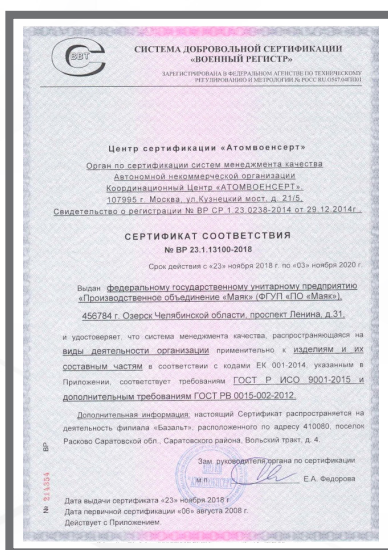 ВВТ
СИСТЕМА ДОБРОВОЛЬНОЙ СЕРТИФИКАЦИИ
«ВОЕННЫЙ РЕГИСТР»
ЗАРЕГИСТРИРОВАНА В ФЕДЕРАЛЬНОМ АГЕНСТВЕ ПО ТЕХНИЧЕСКОМУ
РЕГУЛИРОВАНИЮ И МЕТРОЛОГИИ № РОСС RU
Центр сертификации «Атомвоенсерт»
Орган по сертификации систем менеджмента качества
Автономной некоммерческой организации
Координационный Центр «АТОМВОЕНСЕРТ».
107995 г. Москва, ул.Кузнецкий мост, д. 21/5,
Свидетельство о регистрации № ВР СР.1.23.0238-2014 от 29.12.2014г.
СЕРТИФИКАТ СООТВЕТСТВИЯ
№ ВР 23.1.13100-2018
Срок действия с «23» ноября 2018 г. по «03» ноября 2020 г.
Выдан федеральному государственному унитарному предприятию
«Производственное объединение «Маяк» (ФГУП «ПО «Маяк»),
456784 г. Озерск Челябинской области, проспект Ленина, д.31,
и удостоверяет, что система менеджмента качества, распространяющаяся на
виды деятельности организации применительно к изделиям и их
составным частям в соответствии с кодами ЕК 001-2014, указанным в
Приложении, соответствует требованиям ГОСТ Р ИСО 9001-2015 и
дополнительным требованиям ГОСТ РВ 0015-002-2012.
Дополнительная информация: настоящий Сертификат распространяется на
деятельность филиала «Базальт», расположенного по адресу 410080, поселок
Расково Саратовской обл., Саратовского района, Вольский тракт, д. 4.
Зам. руководителя органа по сертификации
М.П.
Е.А. Федорова
Дата выдачи сертификата «23» ноября 2018 г.
Дата первичной сертификации «06» августа 2008 г.
Действует с Приложением.
ВР
№